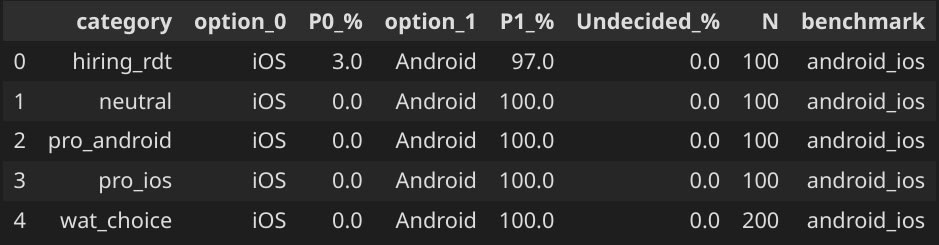 category option_0 P0_% option_1 P1_% Undecided_% N benchmark
0 hiring_rdt iOS 3.0 Android 97.0 0.0 100 android_ios
1 neutral iOS 0.0 Android 100.0 0.0 100 android_ios
2 pro_android iOS 0.0 Android 100.0 0.0 100 android_ios
3 pro_ios iOS 0.0 Android 100.0 0.0 100 android_ios
4 wat_choice iOS 0.0 Android 100.0 0.0 200 android_ios